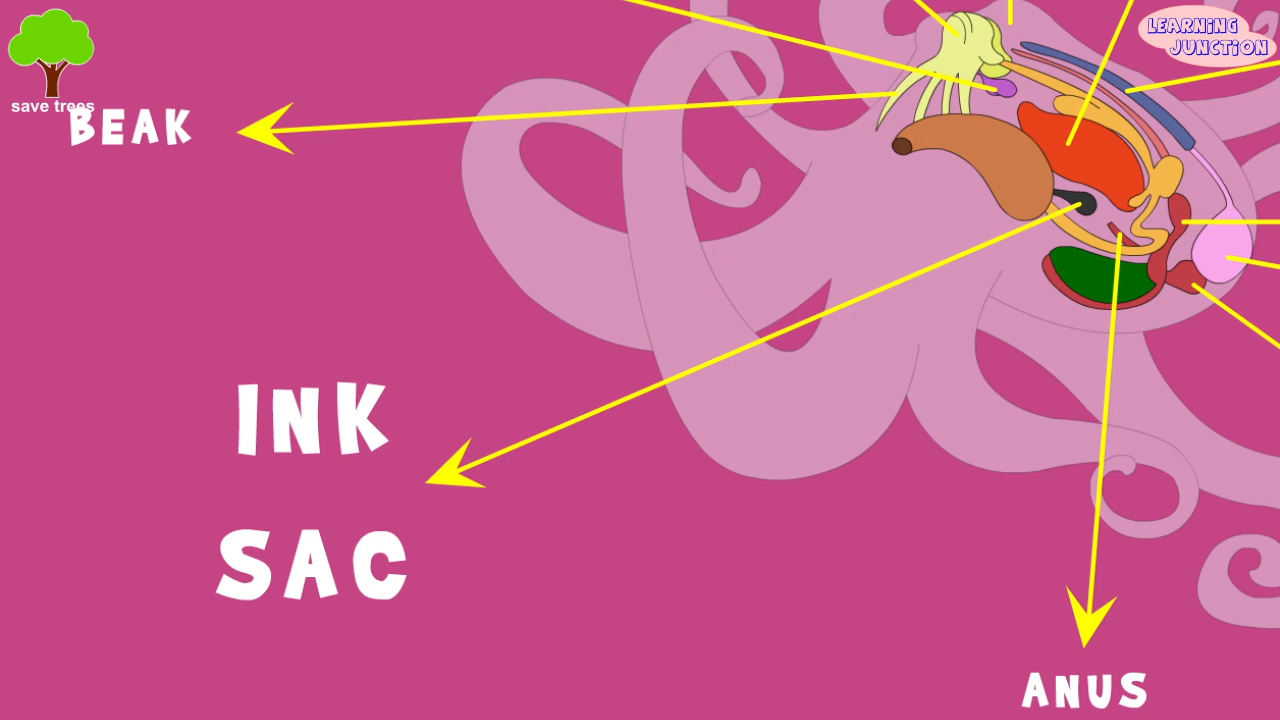 LEARNING
JUNCTION
save trees
BEAK
INK
SAC
ANUS